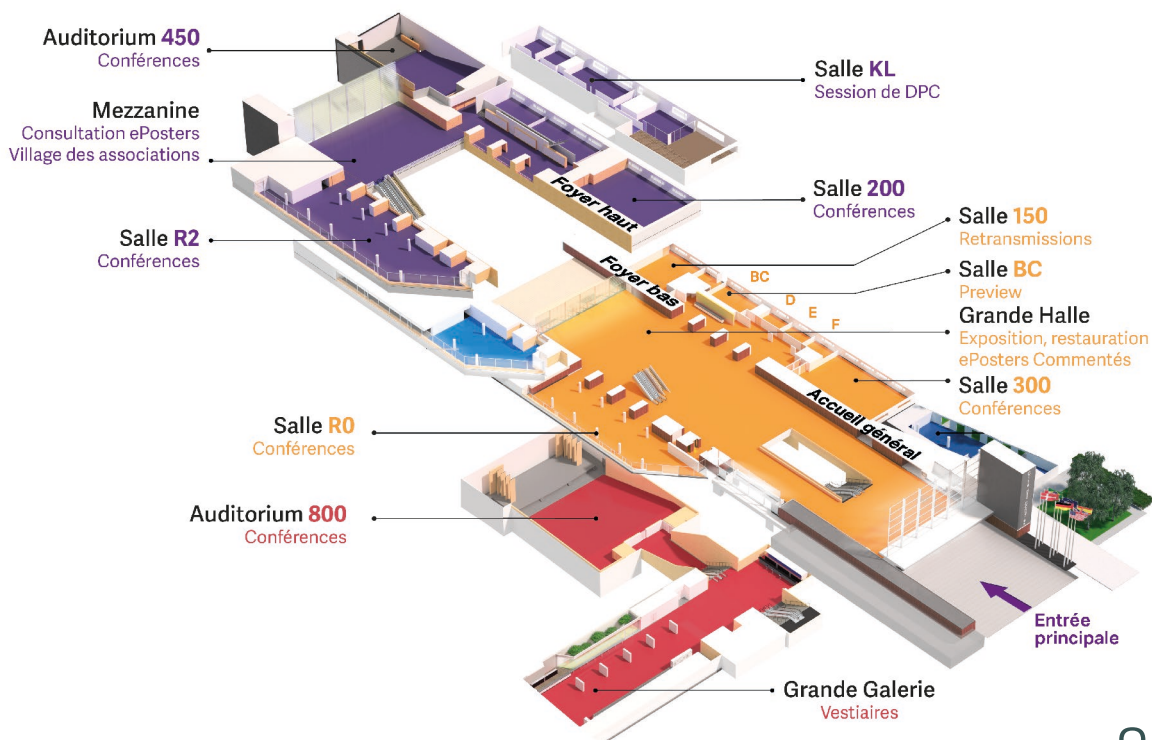 Auditorium 450
Conférences
Mezzanine
Consultation ePosters
Village des associations
Salle R2
Conférences
Salle KL
Session de DPC
Salle 200
Conférences
Foyer haut
Salle 150
Retransmissions
Salle BC
Preview
Grande Halle
Exposition, restauration
ePosters Commentés
Salle 300
Conférences
Foyer bas
BC
D
E
F
Accueil général
Salle R0
Conférences
Auditorium 800
Conférences
Entrée
principale
Grande Galerie
Vestiaires